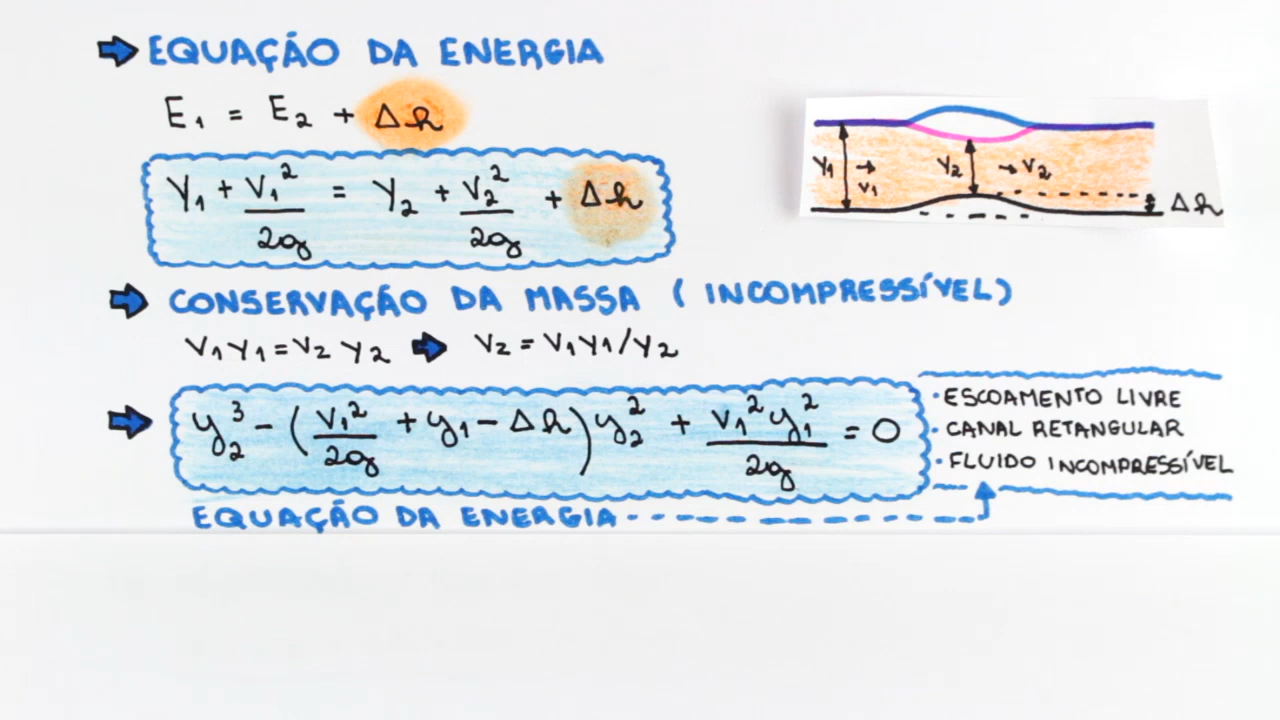 EQUAÇÃO DA ENERGIA
E₁ = E₂ + Δh
y₁ + v₁²/2g = y₂ + v₂²/2g + Δh
y₁ v₁ y₂ v₂ Δh
CONSERVAÇÃO DA MASSA (INCOMPRESSÍVEL)
v₁y₁ = v₂y₂ v₂ = v₁y₁/y₂
y₂³ - (v₁²/2g + y₁ - Δh) y₂² + v₁²y₁²/2g = 0
• ESCOAMENTO LIVRE
• CANAL RETANGULAR
• FLUIDO INCOMPRESSÍVEL
EQUAÇÃO DA ENERGIA